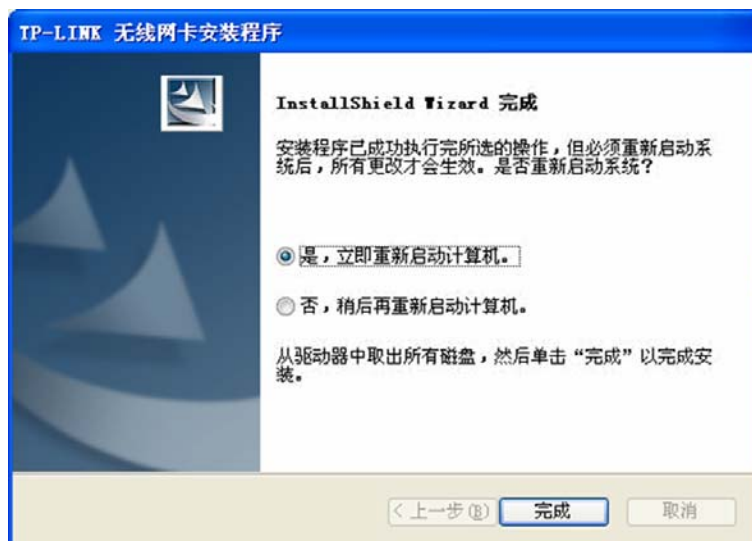 TP-LINK 无线网卡安装程序
InstallShield Wizard 完成
安装程序已成功执行完所选的操作，但必须重新启动系
统后，所有更改才会生效。是否重新启动系统？
是，立即重新启动计算机。
否，稍后再重新启动计算机。
从驱动器中取出所有磁盘，然后单击“完成”以完成安
装。
< 上一步(B) 完成 取消